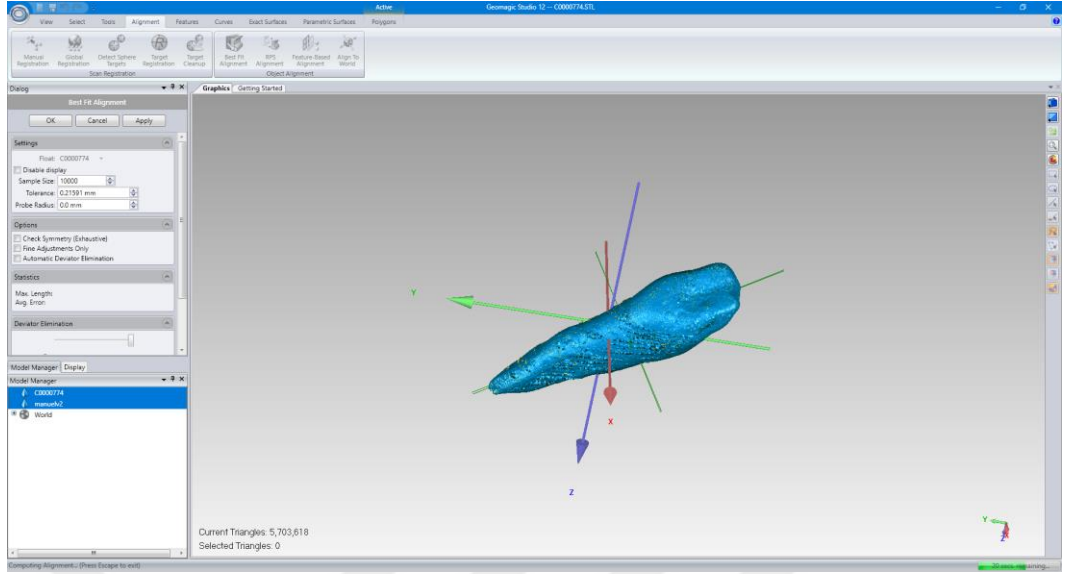 Active
Geomagic Studio 12 -- C0000774.STL
View Select Tools Alignment Features Curves Exact Surfaces Parametric Surfaces Polygons
Manual Registration
Global Registration
Detect Sphere Targets
Target Registration
Target Cleanup
Best Fit Alignment
RPS Alignment
Feature-Based Alignment
Align To World
Scan Registration
Object Alignment
Dialog
Graphics Getting Started
Best Fit Alignment
OK Cancel Apply
Settings
Float: C0000774
Disable display
Sample Size: 10000
Tolerance: 0.21591 mm
Probe Radius: 0.0 mm
Options
Check Symmetry (Exhaustive)
Fine Adjustments Only
Automatic Deviator Elimination
Statistics
Max. Length:
Avg. Error:
Deviator Elimination
Model Manager Display
Model Manager
C0000774
manuelv2
World
Y
X
Z
Current Triangles: 5,703,618
Selected Triangles: 0
Y
Z
Computing Alignment... (Press Escape to exit)